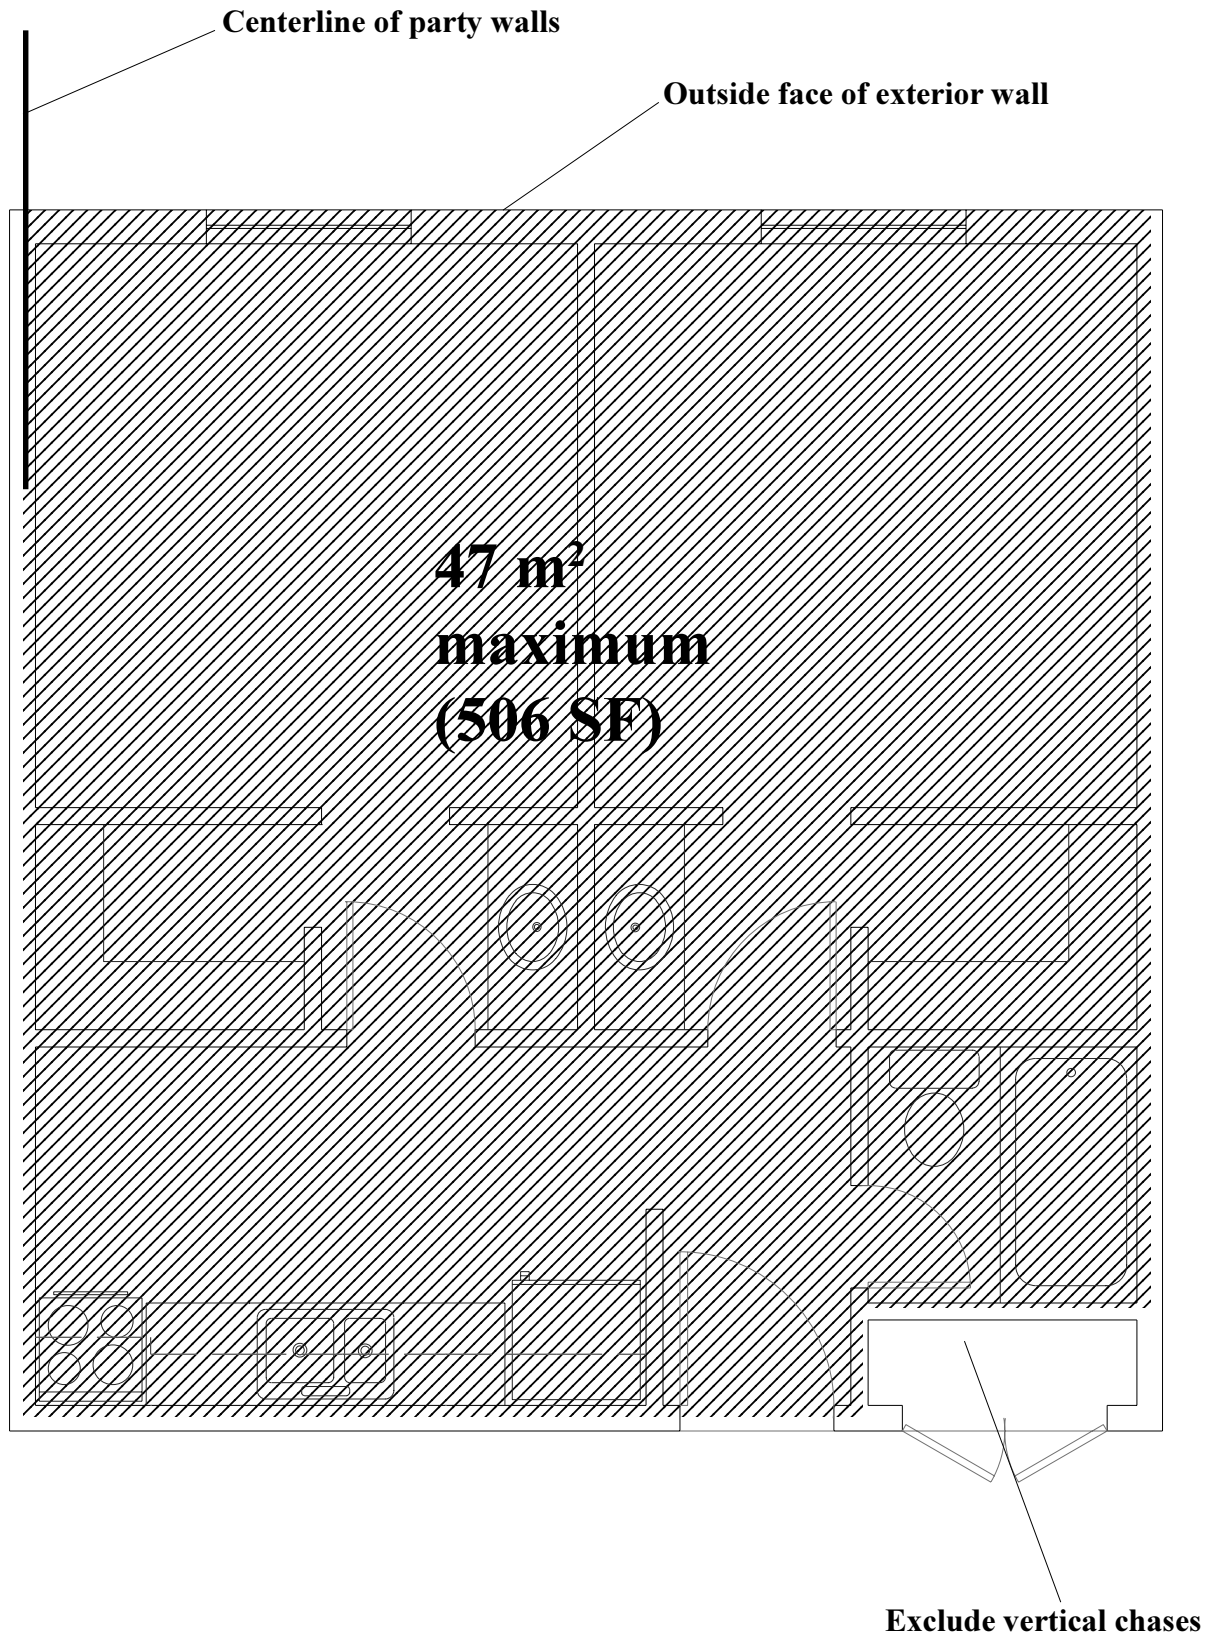 Centerline of party walls
Outside face of exterior wall
47 m²
maximum
(506 SF)
Exclude vertical chases